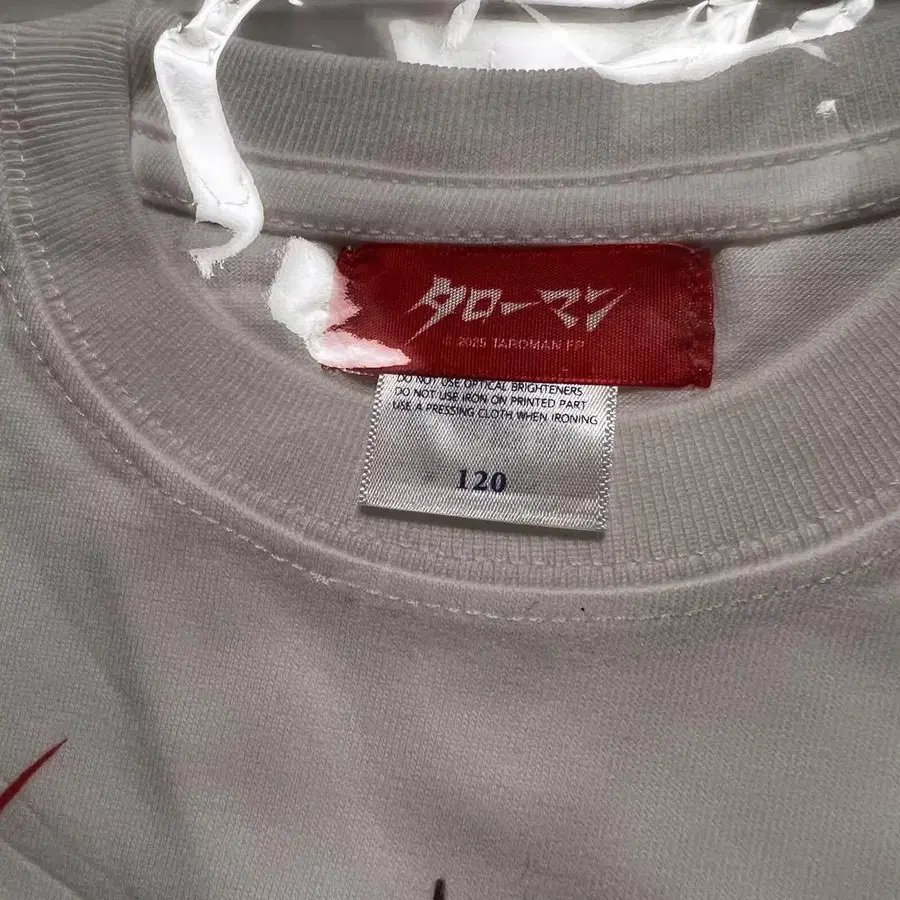 タローマン
© 2025 TAROMAN FP
DO NOT USE OPTICAL BRIGHTENERS
DO NOT USE IRON ON PRINTED PART
USE A PRESSING CLOTH WHEN IRONING
120